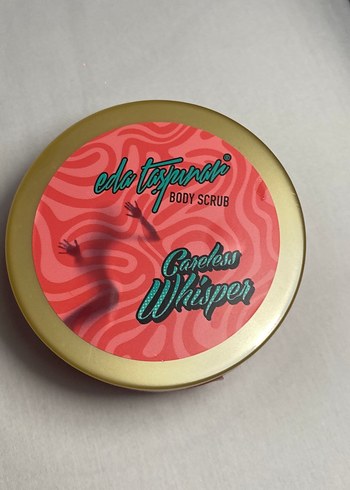 eda taşpınar
BODY SCRUB
Careless
Whisper